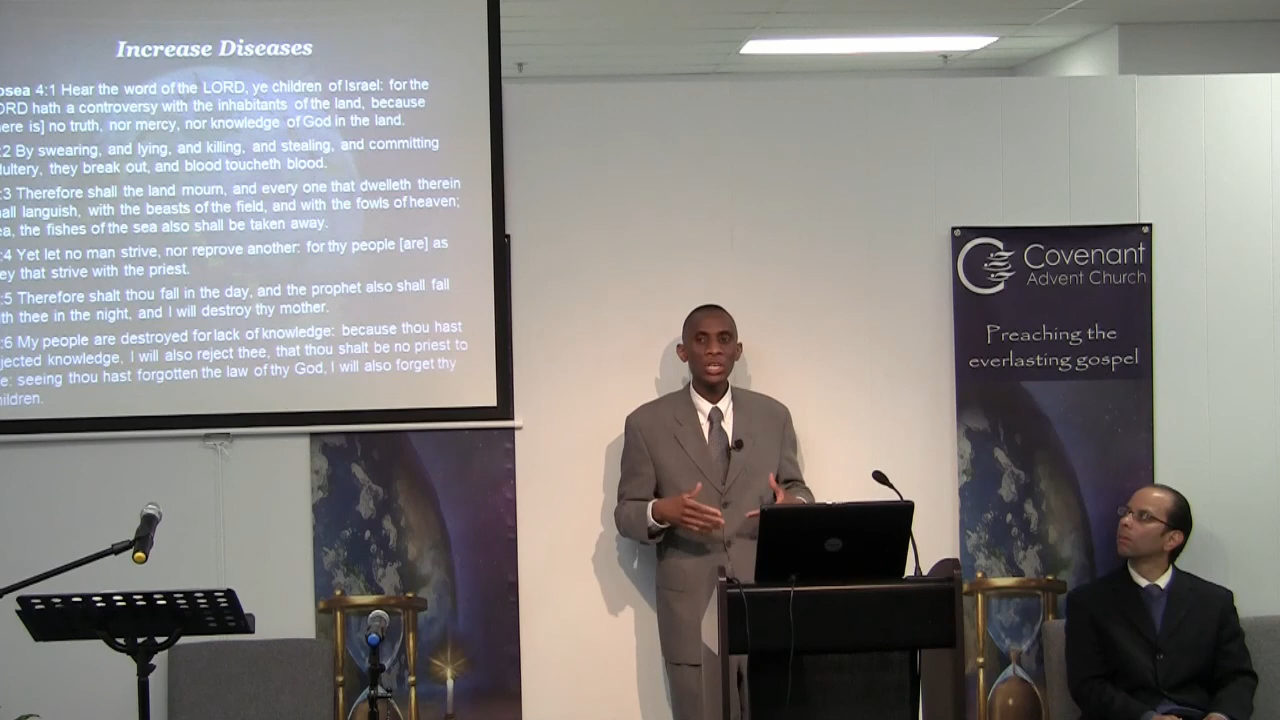 Increase Diseases
osea 4:1 Hear the word of the LORD, ye children of Israel: for the
ORD hath a controversy with the inhabitants of the land, because
ere is] no truth, nor mercy, nor knowledge of God in the land.
:2 By swearing, and lying, and killing, and stealing, and committing
dultery, they break out, and blood toucheth blood.
:3 Therefore shall the land mourn, and every one that dwelleth therein
all languish, with the beasts of the field, and with the fowls of heaven;
ea, the fishes of the sea also shall be taken away.
:4 Yet let no man strive, nor reprove another: for thy people [are] as
ey that strive with the priest.
:5 Therefore shalt thou fall in the day, and the prophet also shall fall
th thee in the night, and I will destroy thy mother.
:6 My people are destroyed for lack of knowledge: because thou hast
jected knowledge, I will also reject thee, that thou shalt be no priest to
e: seeing thou hast forgotten the law of thy God, I will also forget thy
hildren.
Covenant
Advent Church
Preaching the
everlasting gospel